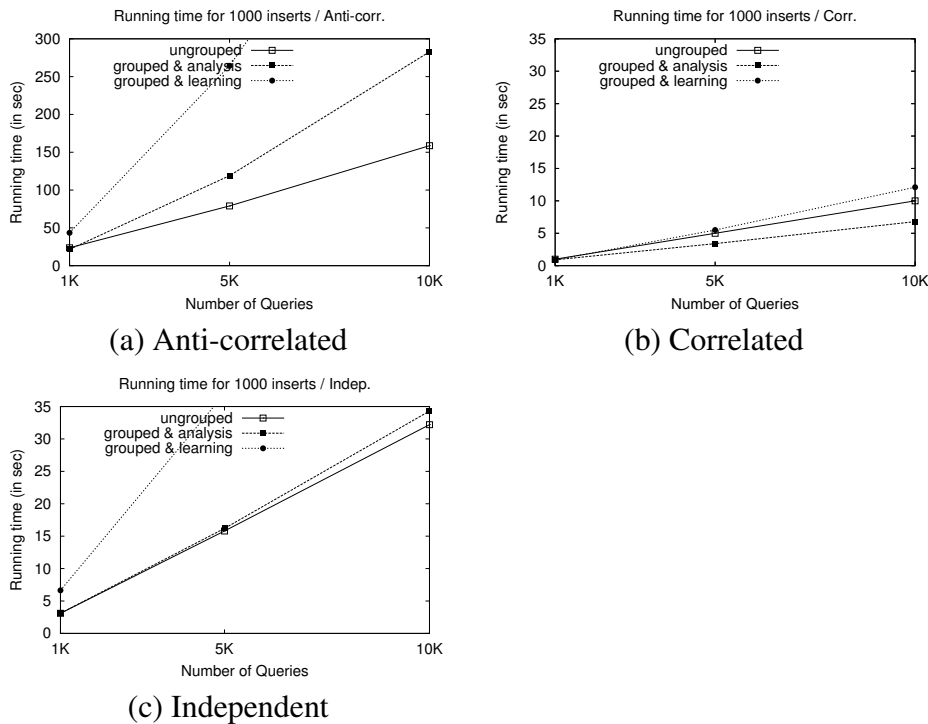 Running time for 1000 inserts / Anti-corr.
300
250
200
150
100
50
0
Running time (in sec)
ungrouped
grouped & analysis
grouped & learning
1K
5K
10K
Number of Queries
(a) Anti-correlated
Running time for 1000 inserts / Corr.
35
30
25
20
15
10
5
0
Running time (in sec)
ungrouped
grouped & analysis
grouped & learning
1K
5K
10K
Number of Queries
(b) Correlated
Running time for 1000 inserts / Indep.
35
30
25
20
15
10
5
0
Running time (in sec)
ungrouped
grouped & analysis
grouped & learning
1K
5K
10K
Number of Queries
(c) Independent